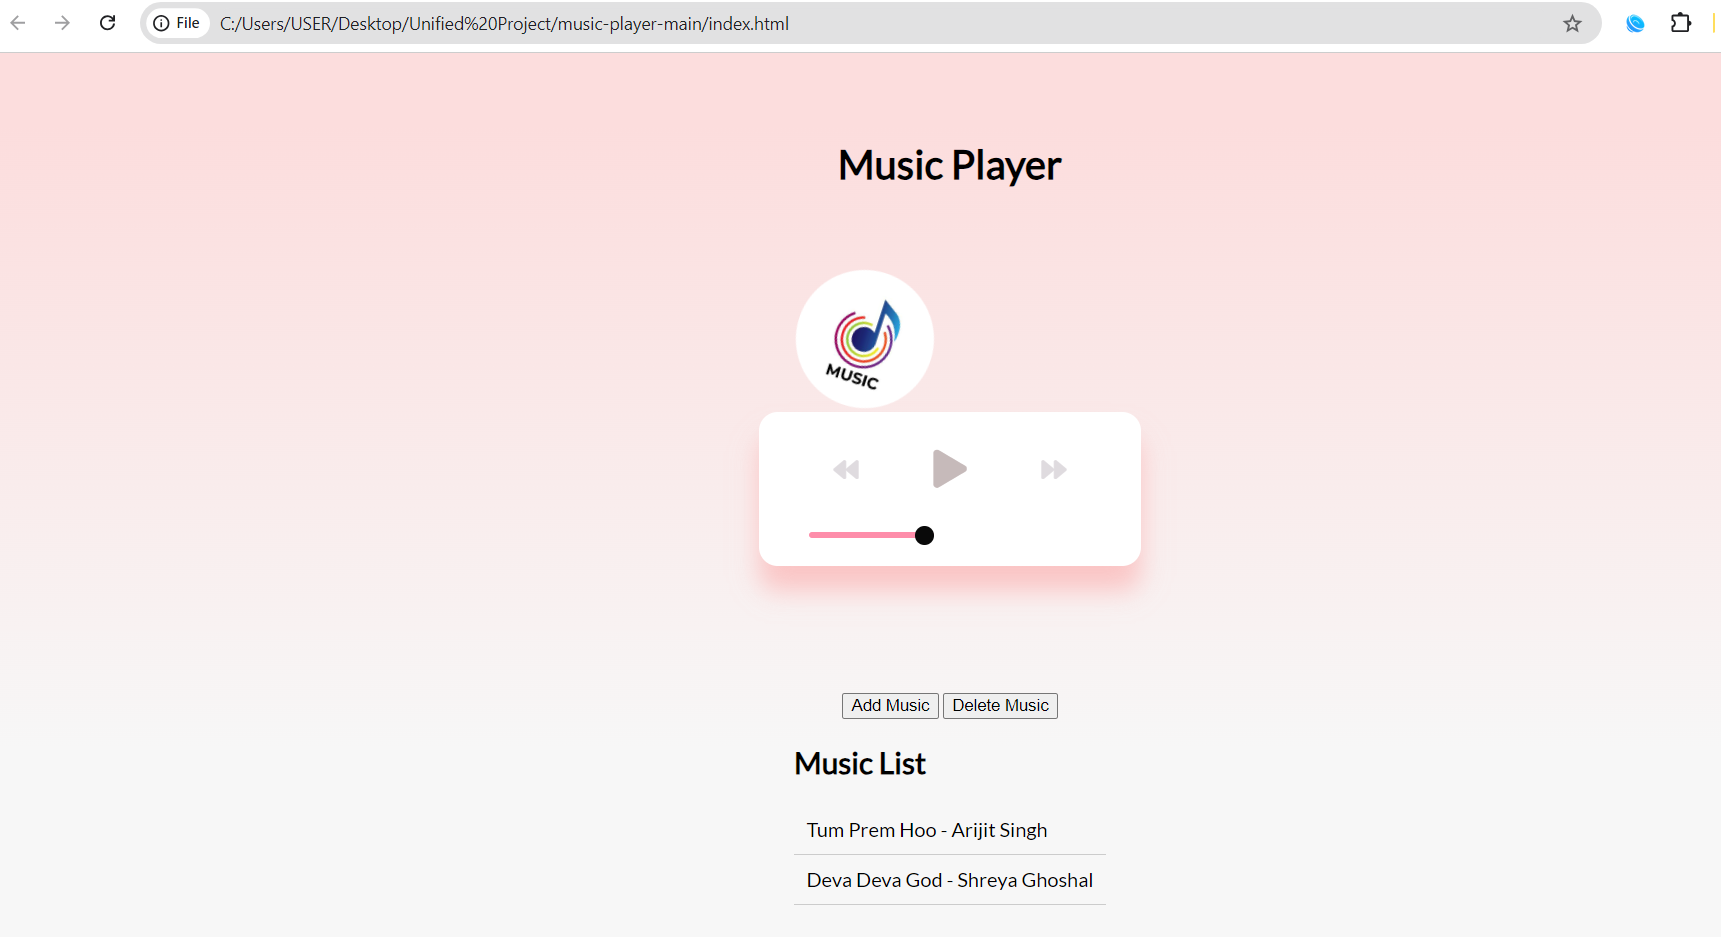 File C:/Users/USER/Desktop/Unified%20Project/music-player-main/index.html
Music Player
MUSIC
Add Music Delete Music
Music List
Tum Prem Hoo - Arijit Singh
Deva Deva God - Shreya Ghoshal